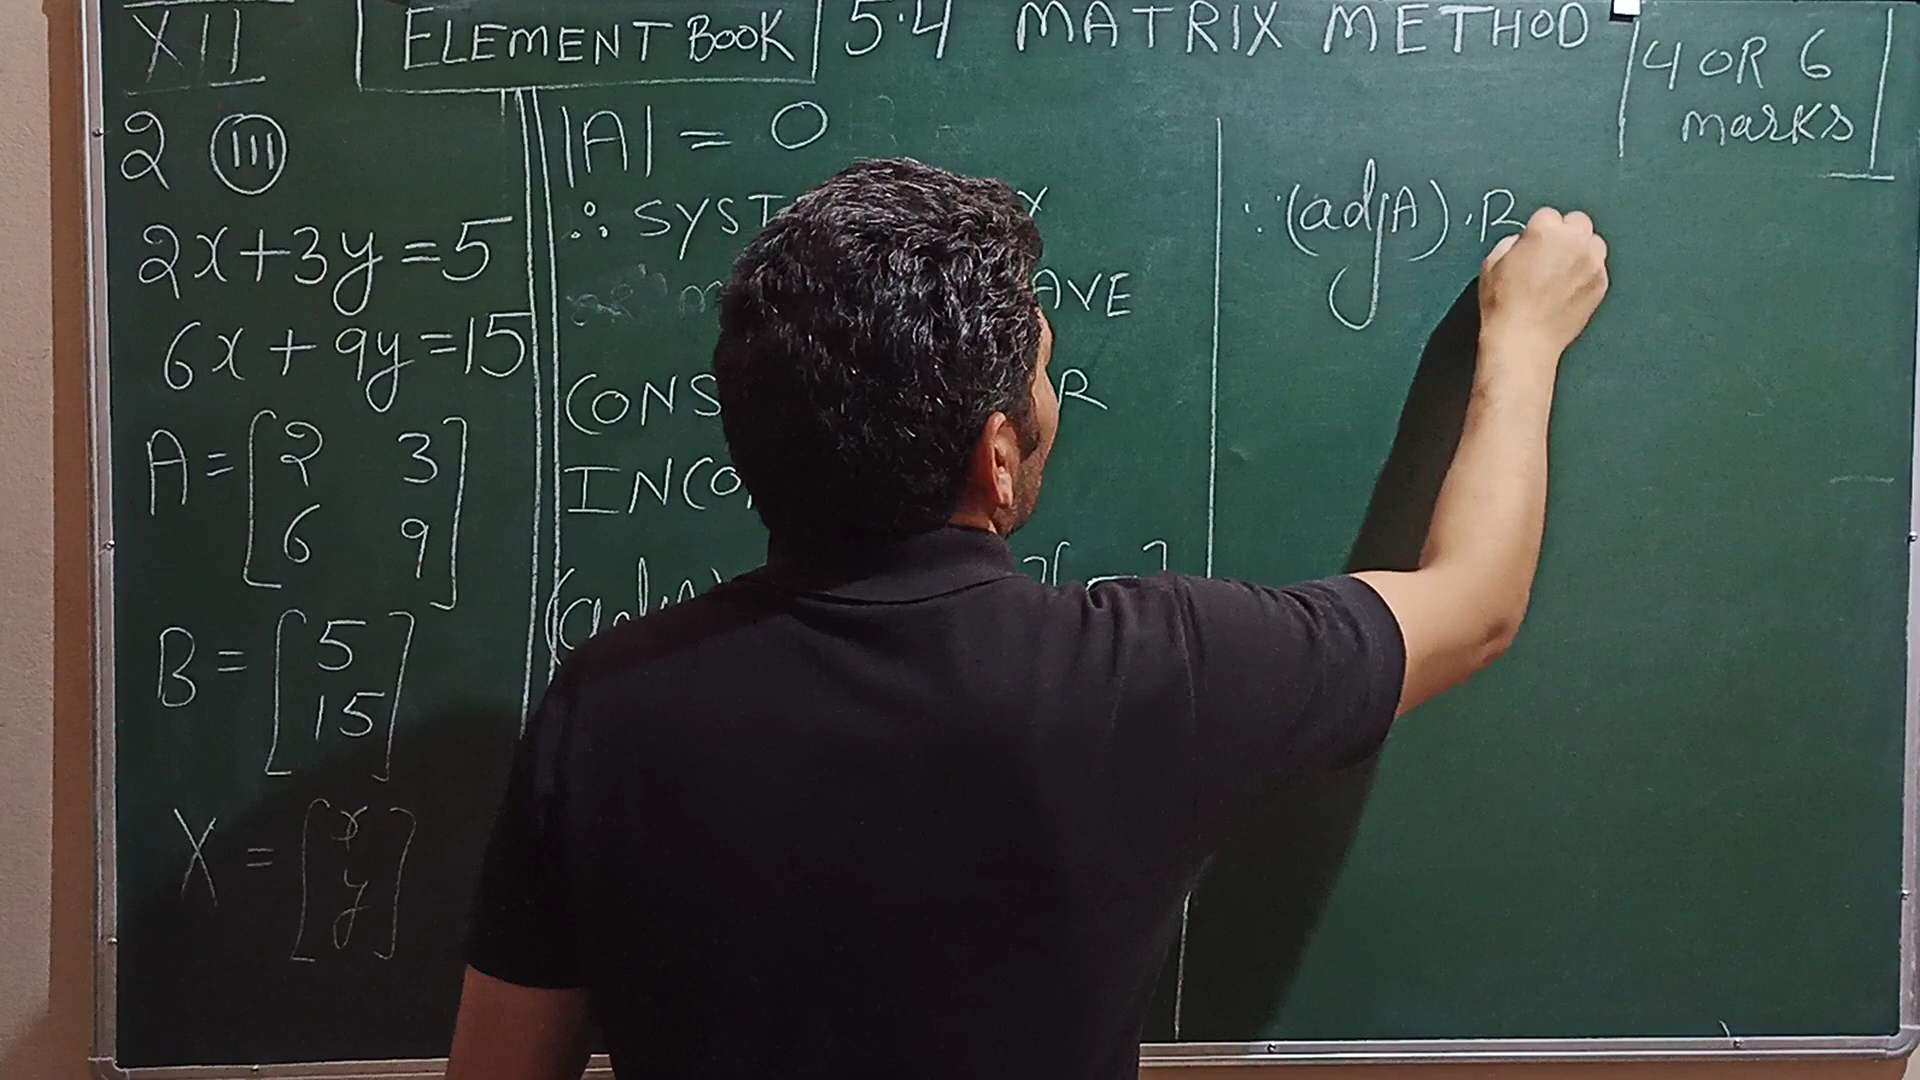 XII
ELEMENT BOOK
5.4 MATRIX METHOD
4 OR 6
marks
2 (III)
2x+3y=5
6x+9y=15
A = [2 3
6 9]
B = [5
15]
X = [x
y]
|A| = 0
∴ SYST
AVE
CONS R
INCO
(adjA)
∵ (adjA).B